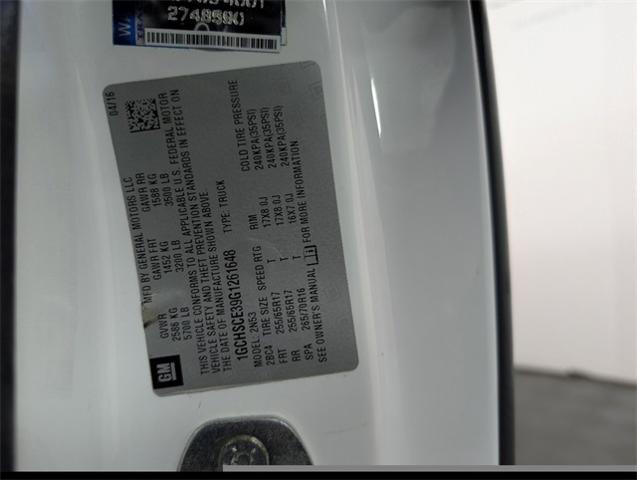 2748580
MFD BY GENERAL MOTORS LLC
04/16
GVWR GAWR FRT GAWR RR
2586 KG 1452 KG 1588 KG
5700 LB 3200 LB 3500 LB
THIS VEHICLE CONFORMS TO ALL APPLICABLE U.S. FEDERAL MOTOR
VEHICLE SAFETY AND THEFT PREVENTION STANDARDS IN EFFECT ON
THE DATE OF MANUFACTURE SHOWN ABOVE.
1GCHSCE39G1261648 TYPE: TRUCK
MODEL: 2N53
2BC4 TIRE SIZE SPEED RTG RIM COLD TIRE PRESSURE
FRT 255/65R17 T 17X8.0J 240KPA(35PSI)
RR 255/65R17 T 17X8.0J 240KPA(35PSI)
SPA 265/70R16 T 16X7.0J 240KPA(35PSI)
SEE OWNER'S MANUAL FOR MORE INFORMATION
GM